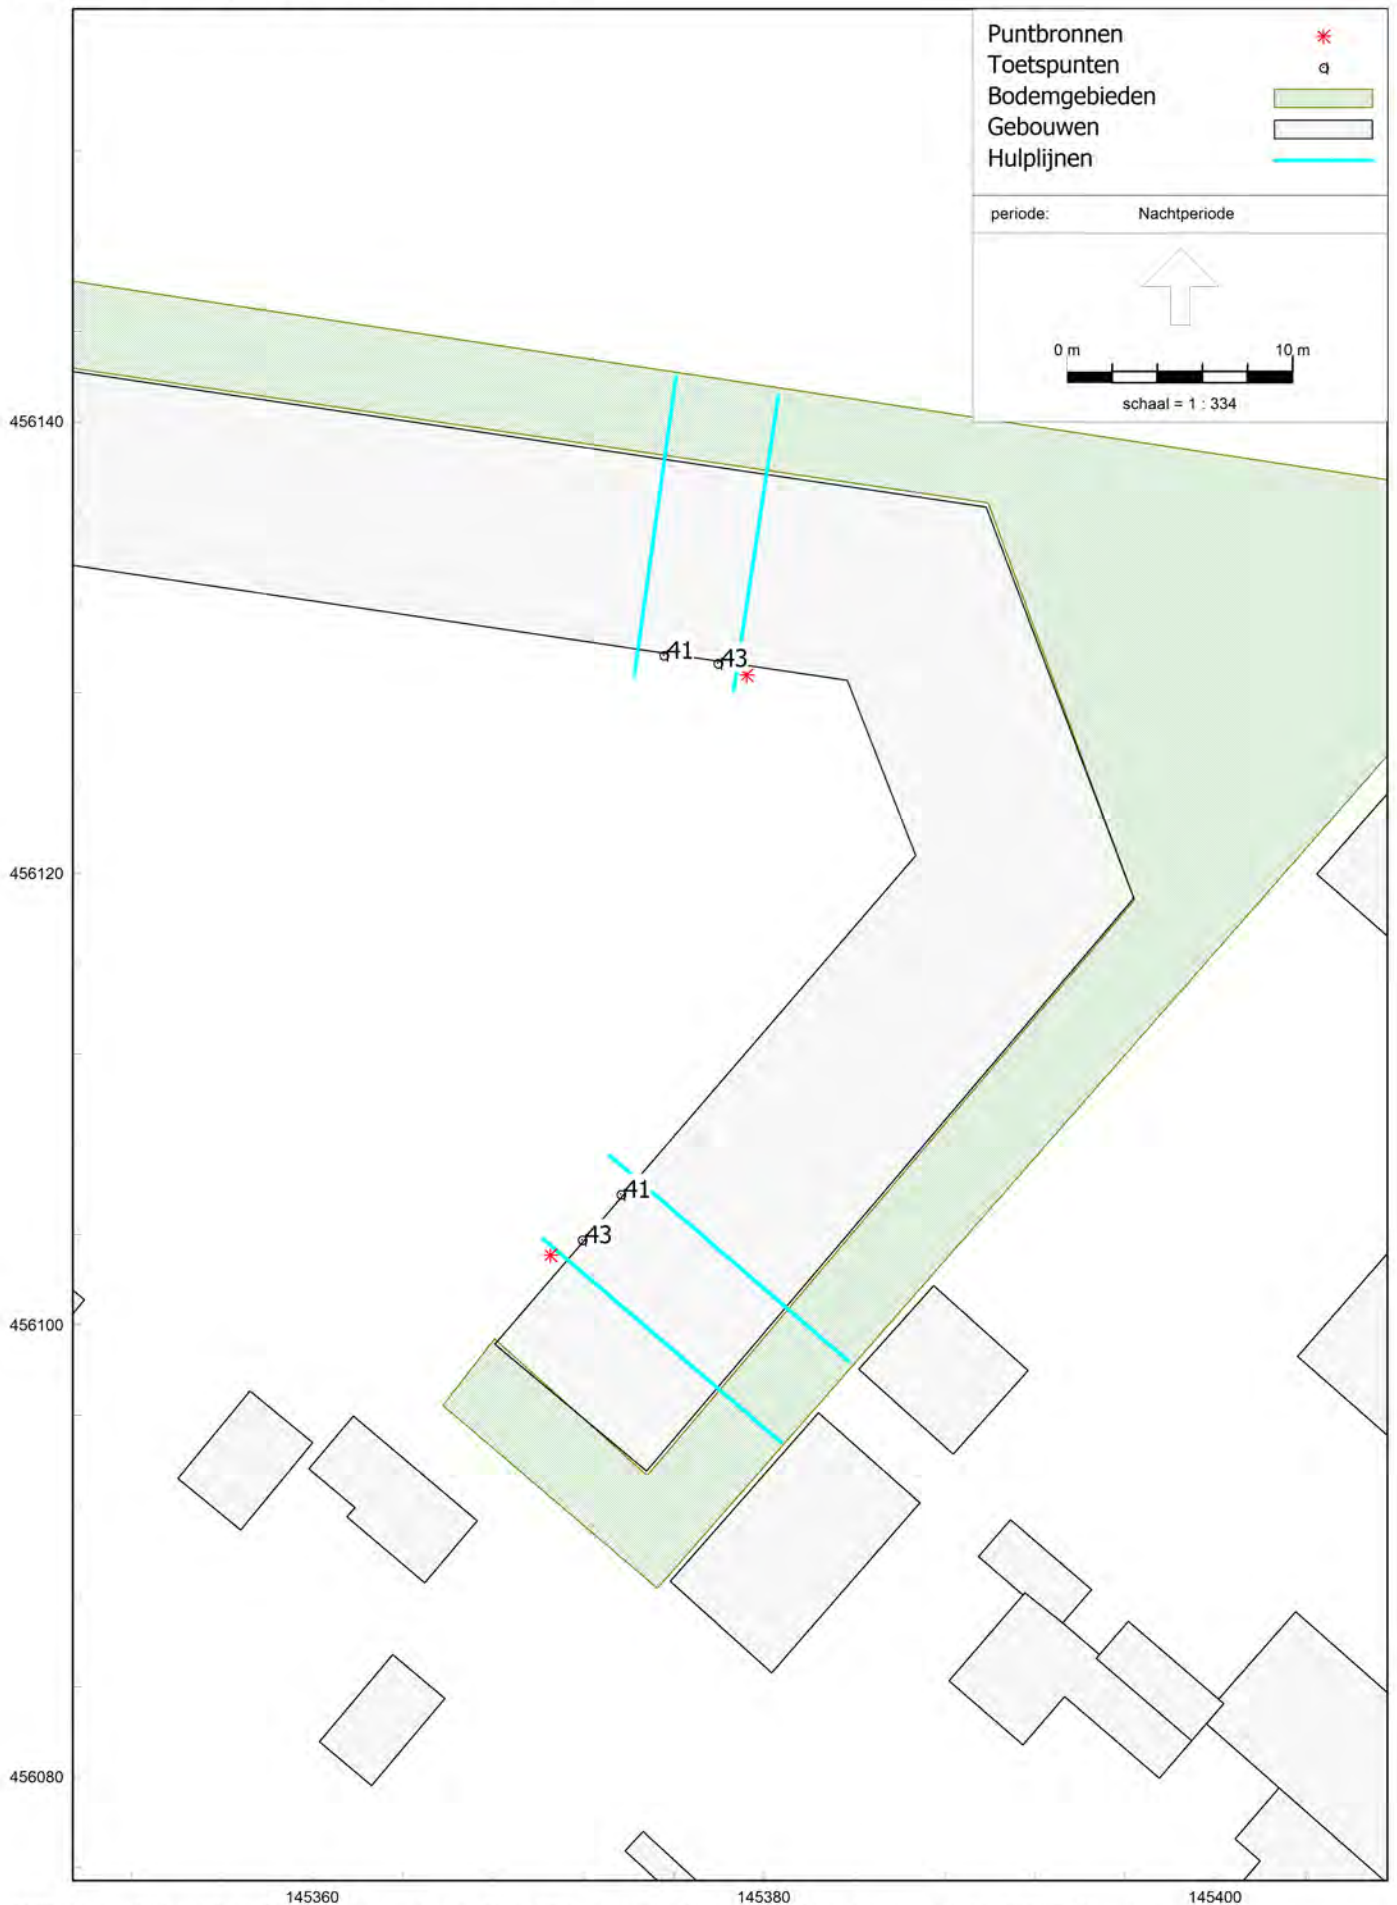 Puntbronnen
Toetspunten
Bodemgebieden
Gebouwen
Hulplijnen
periode: Nachtperiode
0 m 10 m
schaal = 1 : 334
456140
41
43
456120
41
43
456100
456080
145360 145380 145400